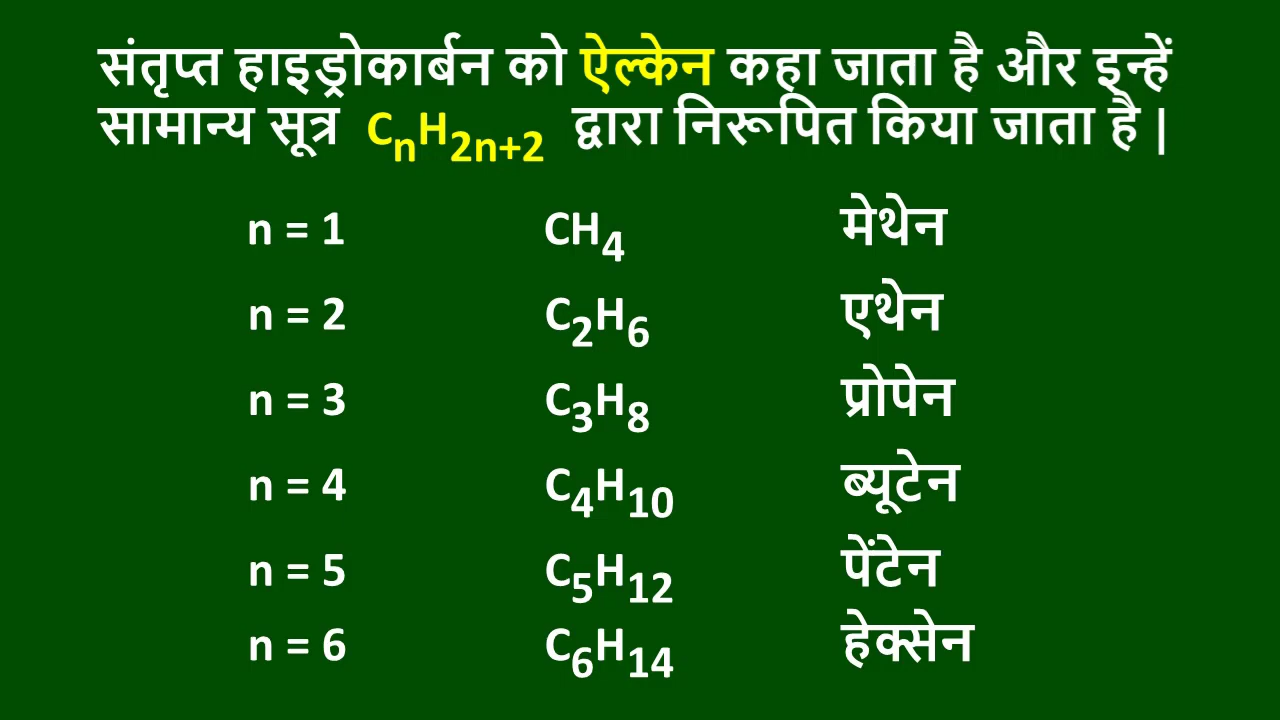 संतृप्त हाइड्रोकार्बन को ऐल्केन कहा जाता है और इन्हें
सामान्य सूत्र CnH2n+2 द्वारा निरूपित किया जाता है |
n = 1 CH4 मेथेन
n = 2 C2H6 एथेन
n = 3 C3H8 प्रोपेन
n = 4 C4H10 ब्यूटेन
n = 5 C5H12 पेंटेन
n = 6 C6H14 हेक्सेन